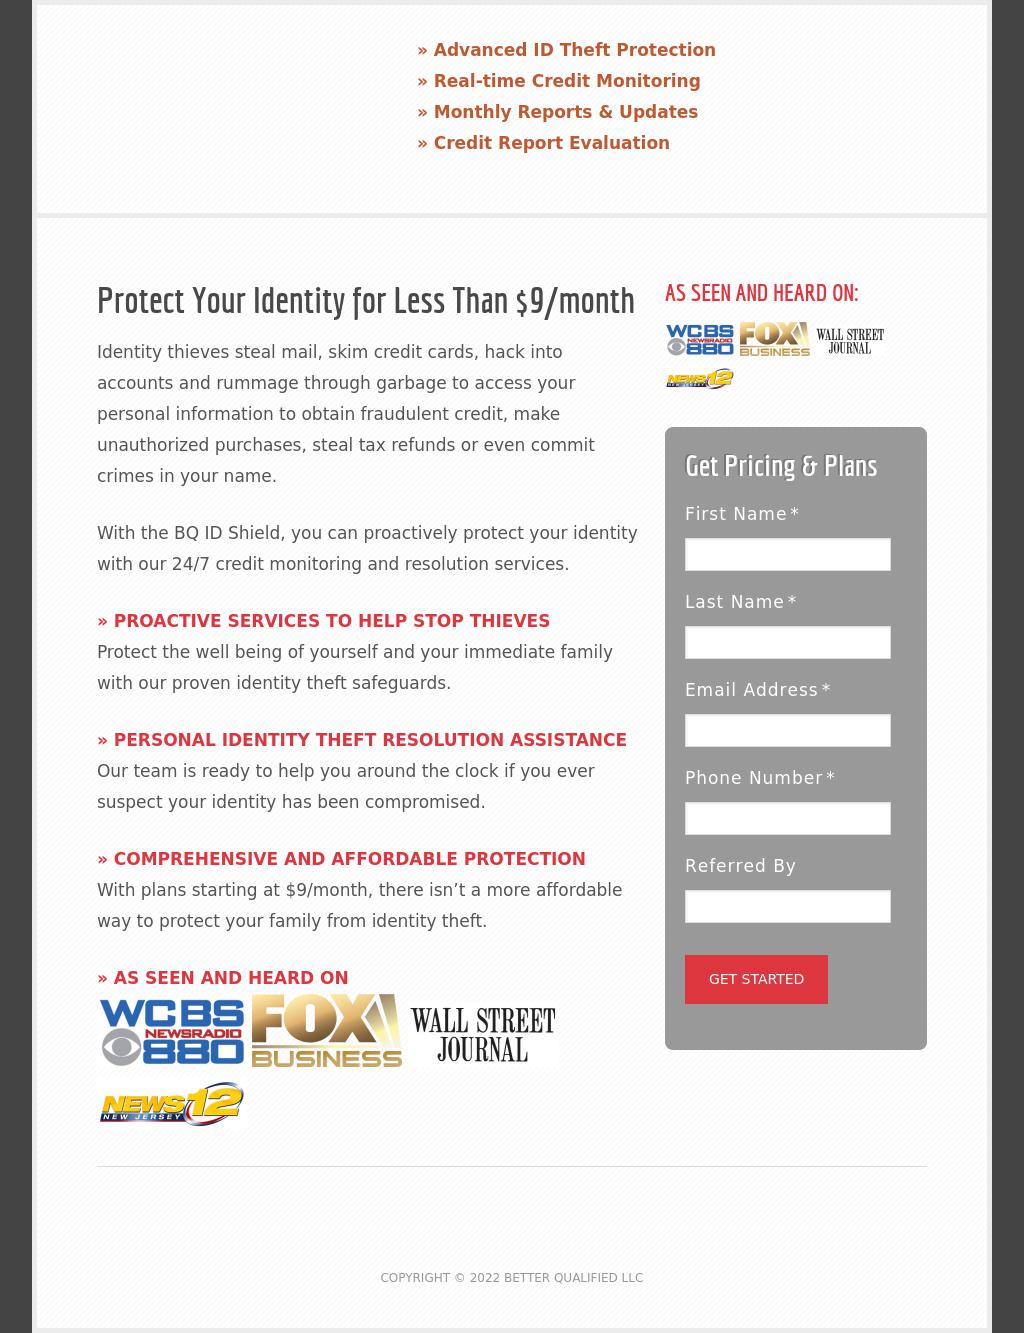 » Advanced ID Theft Protection
» Real-time Credit Monitoring
» Monthly Reports & Updates
» Credit Report Evaluation
Protect Your Identity for Less Than $9/month
Identity thieves steal mail, skim credit cards, hack into
accounts and rummage through garbage to access your
personal information to obtain fraudulent credit, make
unauthorized purchases, steal tax refunds or even commit
crimes in your name.
With the BQ ID Shield, you can proactively protect your identity
with our 24/7 credit monitoring and resolution services.
» PROACTIVE SERVICES TO HELP STOP THIEVES
Protect the well being of yourself and your immediate family
with our proven identity theft safeguards.
» PERSONAL IDENTITY THEFT RESOLUTION ASSISTANCE
Our team is ready to help you around the clock if you ever
suspect your identity has been compromised.
» COMPREHENSIVE AND AFFORDABLE PROTECTION
With plans starting at $9/month, there isn’t a more affordable
way to protect your family from identity theft.
» AS SEEN AND HEARD ON
WCBS
NEWSRADIO
880
FOX
BUSINESS
WALL STREET
JOURNAL
NEWS 12
NEW JERSEY
AS SEEN AND HEARD ON:
WCBS
NEWSRADIO
880
FOX
BUSINESS
WALL STREET
JOURNAL
NEWS 12
NEW JERSEY
Get Pricing & Plans
First Name *
Last Name *
Email Address *
Phone Number *
Referred By
GET STARTED
COPYRIGHT © 2022 BETTER QUALIFIED LLC